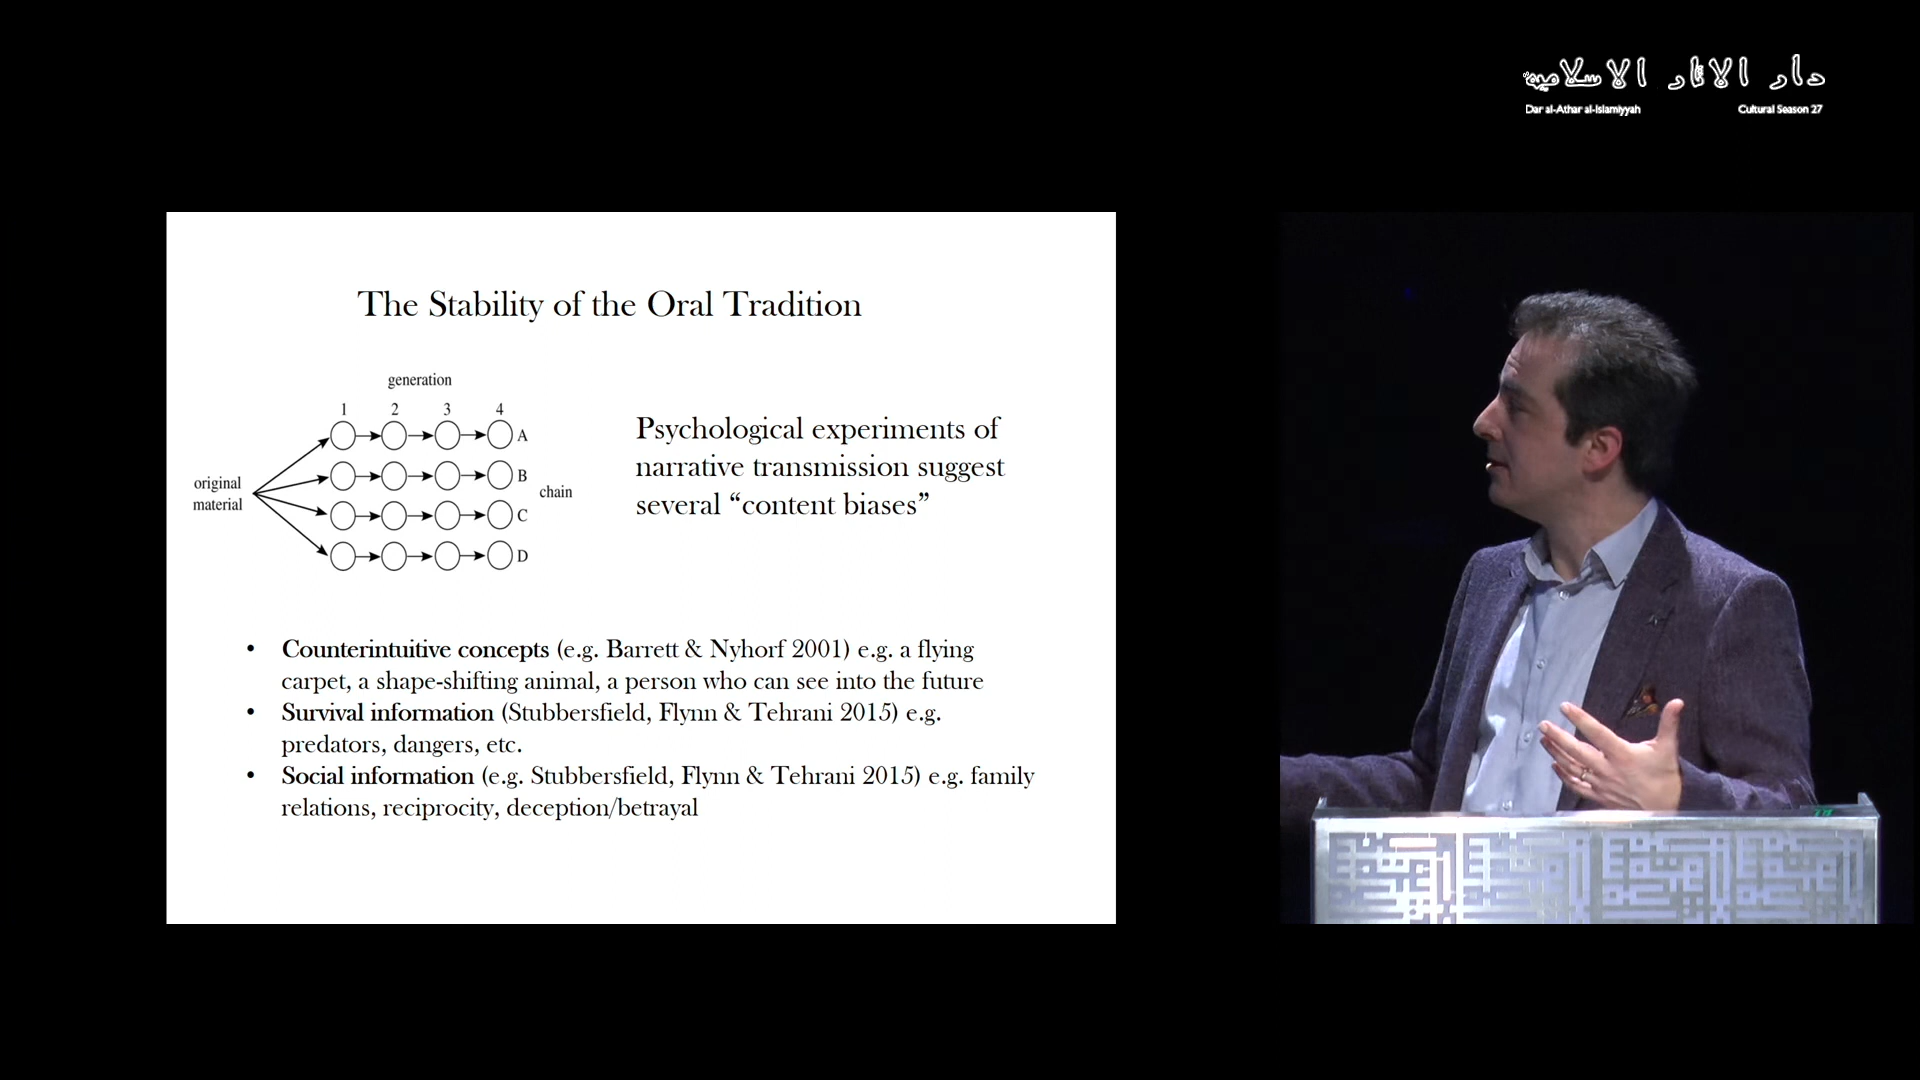 دار الآثار الاسلامية
Dar al-Athar al-Islamiyyah Cultural Season 27
The Stability of the Oral Tradition
generation
1 2 3 4
A
B
C
D
original
material
chain
Psychological experiments of
narrative transmission suggest
several “content biases”
• Counterintuitive concepts (e.g. Barrett & Nyhorf 2001) e.g. a flying
carpet, a shape-shifting animal, a person who can see into the future
• Survival information (Stubbersfield, Flynn & Tehrani 2015) e.g.
predators, dangers, etc.
• Social information (e.g. Stubbersfield, Flynn & Tehrani 2015) e.g. family
relations, reciprocity, deception/betrayal